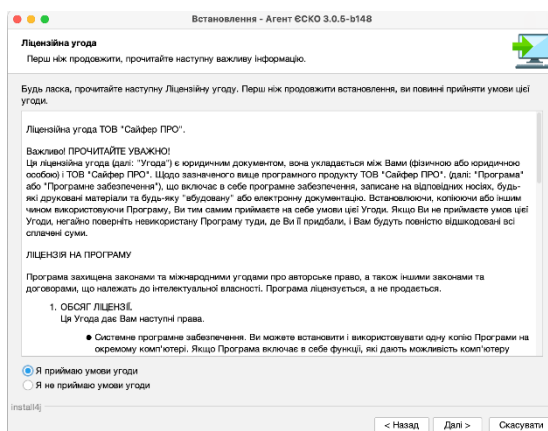 Встановлення - Агент ЄСКО 3.0.5-b148
Ліцензійна угода
Перш ніж продовжити, прочитайте наступну важливу інформацію.
Будь ласка, прочитайте наступну Ліцензійну угоду. Перш ніж продовжити встановлення, ви повинні прийняти умови цієї
угоди.
Ліцензійна угода ТОВ "Сайфер ПРО".
Важливо! ПРОЧИТАЙТЕ УВАЖНО!
Ця ліцензійна угода (далі: "Угода") є юридичним документом, вона укладається між Вами (фізичною або юридичною
особою) і ТОВ "Сайфер ПРО". Щодо зазначеного вище програмного продукту ТОВ "Сайфер ПРО". (далі: "Програма"
або "Програмне забезпечення"), що включає в себе програмне забезпечення, записане на відповідних носіях, будь-
які друковані матеріали та будь-яку "вбудовану" або електронну документацію. Встановлюючи, копіюючи або іншим
чином використовуючи Програму, Ви тим самим приймаєте на себе умови цієї Угоди. Якщо Ви не приймаєте умов цієї
Угоди, негайно поверніть невикористану Програму туди, де Ви її придбали, і Вам будуть повністю відшкодовані всі
сплачені суми.
ЛІЦЕНЗІЯ НА ПРОГРАМУ
Програма захищена законами та міжнародними угодами про авторське право, а також іншими законами та
договорами, що належать до інтелектуальної власності. Програма ліцензується, а не продається.
1. ОБСЯГ ЛІЦЕНЗІЇ.
Ця Угода дає Вам наступні права.
● Системне програмне забезпечення. Ви можете встановити і використовувати одну копію Програми на
окремому комп'ютері. Якщо Програма включає в себе функції, які дають можливість комп'ютеру
Я приймаю умови угоди
Я не приймаю умови угоди
install4j
< Назад
Далі >
Скасувати